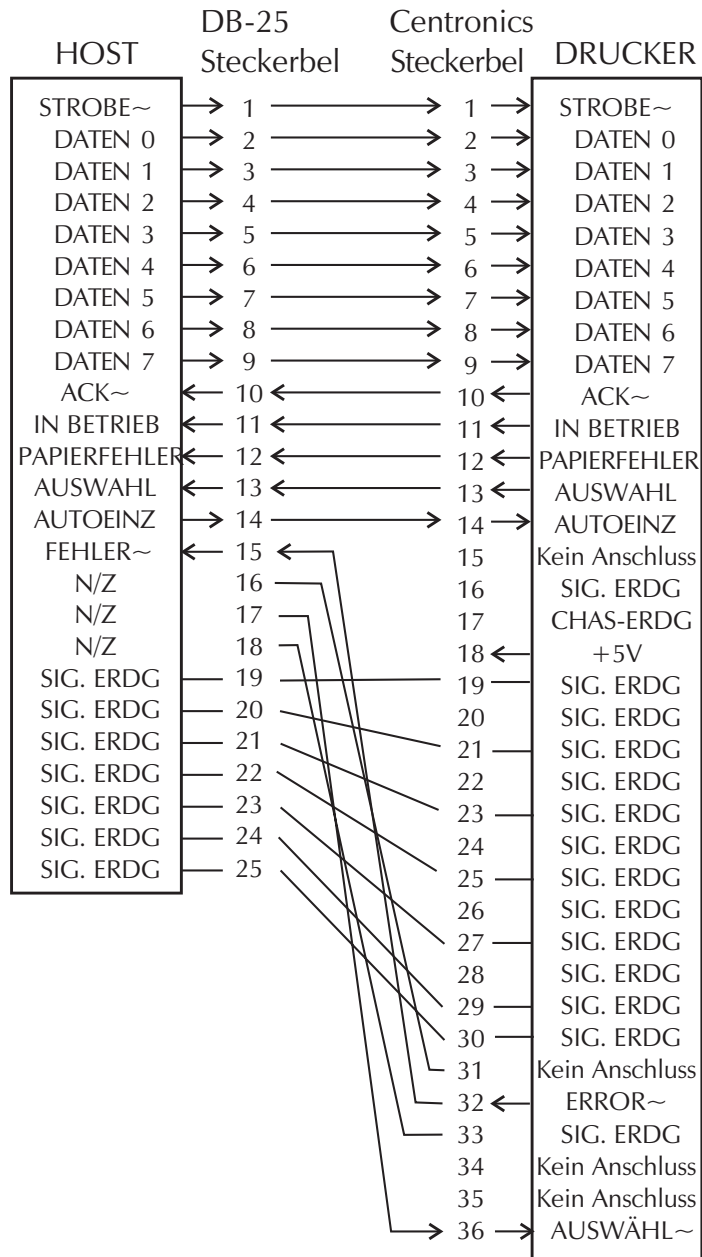 DB-25 Centronics
HOST Steckerbel Steckerbel DRUCKER
STROBE~ 1 1 STROBE~
DATEN 0 2 2 DATEN 0
DATEN 1 3 3 DATEN 1
DATEN 2 4 4 DATEN 2
DATEN 3 5 5 DATEN 3
DATEN 4 6 6 DATEN 4
DATEN 5 7 7 DATEN 5
DATEN 6 8 8 DATEN 6
DATEN 7 9 9 DATEN 7
ACK~ 10 10 ACK~
IN BETRIEB 11 11 IN BETRIEB
PAPIERFEHLER 12 12 PAPIERFEHLER
AUSWAHL 13 13 AUSWAHL
AUTOEINZ 14 14 AUTOEINZ
FEHLER~ 15 15 Kein Anschluss
N/Z 16 16 SIG. ERDG
N/Z 17 17 CHAS-ERDG
N/Z 18 18 +5V
SIG. ERDG 19 19 SIG. ERDG
SIG. ERDG 20 20 SIG. ERDG
SIG. ERDG 21 21 SIG. ERDG
SIG. ERDG 22 22 SIG. ERDG
SIG. ERDG 23 23 SIG. ERDG
SIG. ERDG 24 24 SIG. ERDG
SIG. ERDG 25 25 SIG. ERDG
26 SIG. ERDG
27 SIG. ERDG
28 SIG. ERDG
29 SIG. ERDG
30 SIG. ERDG
31 Kein Anschluss
32 ERROR~
33 SIG. ERDG
34 Kein Anschluss
35 Kein Anschluss
36 AUSWÄHL~